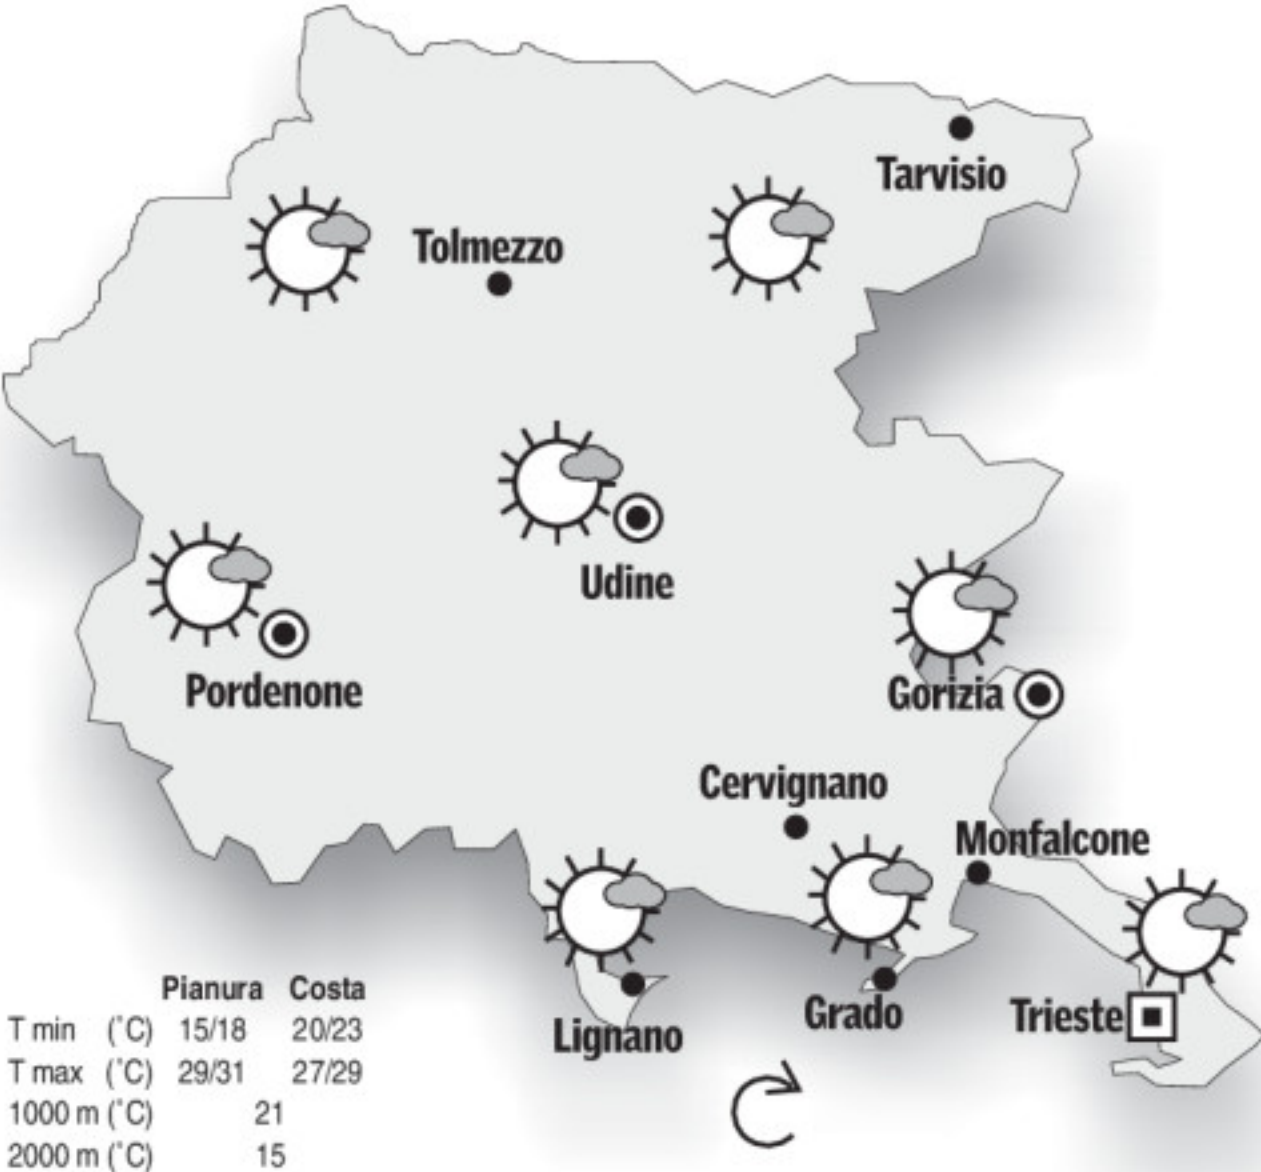 Tarvisio
Tolmezzo
Udine
Pordenone
Gorizia
Cervignano
Monfalcone
Grado
Trieste
Lignano
Pianura Costa
T min (˚C) 15/18 20/23
T max (˚C) 29/31 27/29
1000 m (˚C) 21
2000 m (˚C) 15